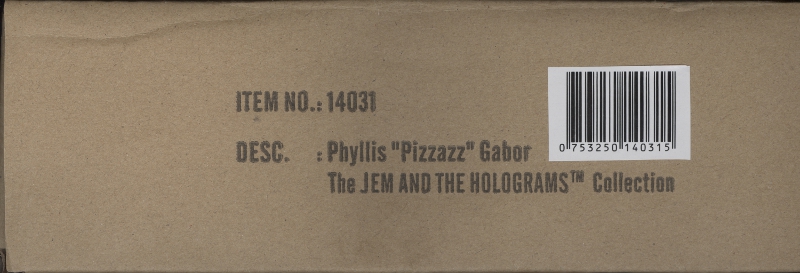 ITEM NO.: 14031
DESC. : Phyllis "Pizzazz" Gabor
The JEM AND THE HOLOGRAMS™ Collection
0 753250 140315